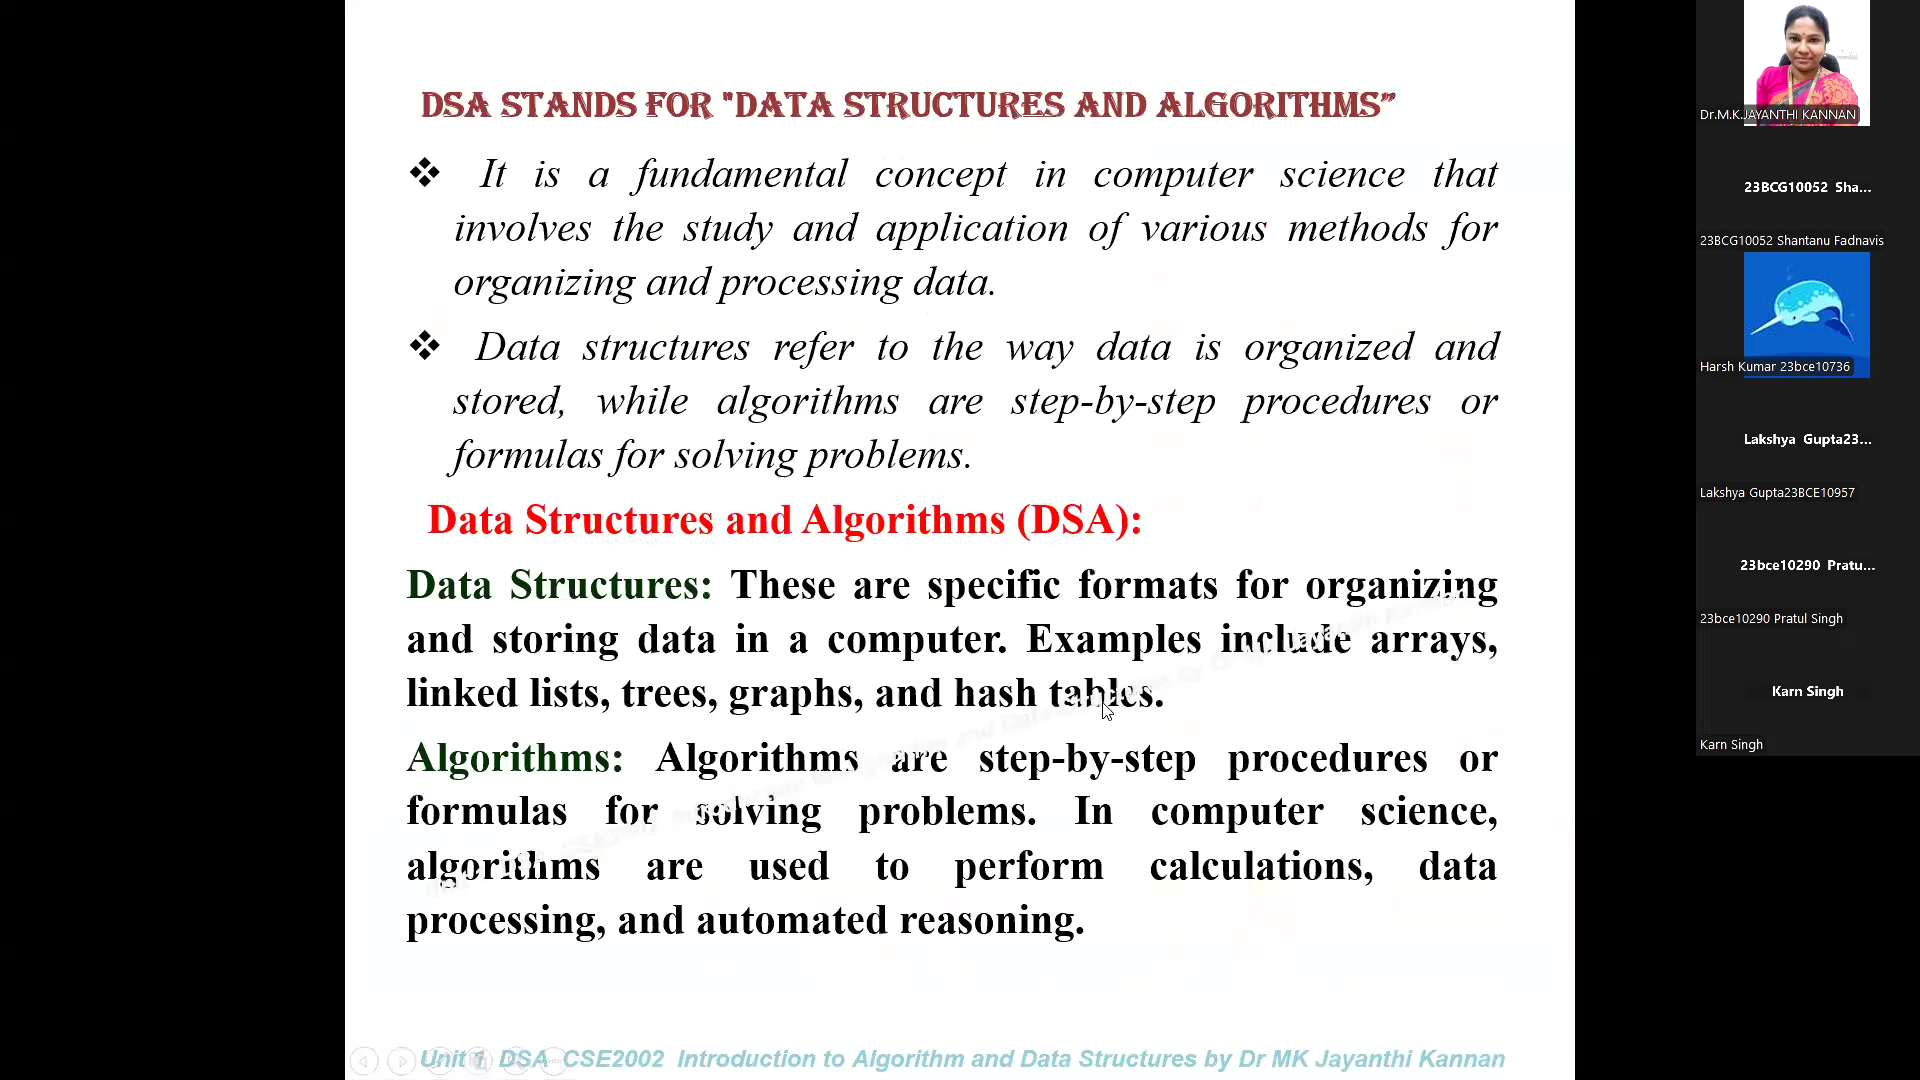 DSA STANDS FOR "DATA STRUCTURES AND ALGORITHMS”
❖ It is a fundamental concept in computer science that
involves the study and application of various methods for
organizing and processing data.
❖ Data structures refer to the way data is organized and
stored, while algorithms are step-by-step procedures or
formulas for solving problems.
Data Structures and Algorithms (DSA):
Data Structures: These are specific formats for organizing
and storing data in a computer. Examples include arrays,
linked lists, trees, graphs, and hash tables.
Algorithms: Algorithms are step-by-step procedures or
formulas for solving problems. In computer science,
algorithms are used to perform calculations, data
processing, and automated reasoning.
Unit 1 DSA CSE2002 Introduction to Algorithm and Data Structures by Dr MK Jayanthi Kannan
Dr.M.K.JAYANTHI KANNAN
23BCG10052 Sha...
23BCG10052 Shantanu Fadnavis
Harsh Kumar 23bce10736
Lakshya Gupta23...
Lakshya Gupta23BCE10957
23bce10290 Pratu...
23bce10290 Pratul Singh
Karn Singh
Karn Singh